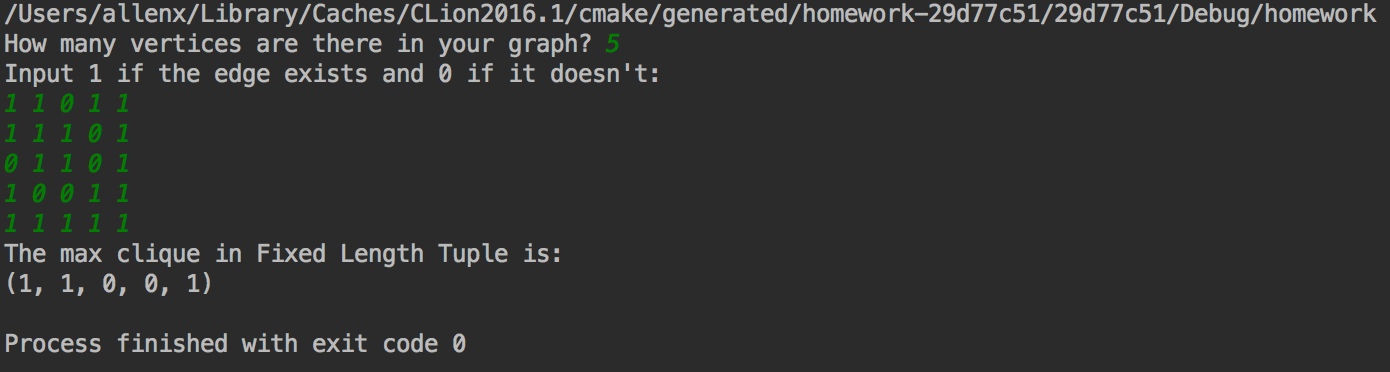 /Users/allenx/Library/Caches/CLion2016.1/cmake/generated/homework-29d77c51/29d77c51/Debug/homework
How many vertices are there in your graph? 5
Input 1 if the edge exists and 0 if it doesn't:
1 1 0 1 1
1 1 1 0 1
0 1 1 0 1
1 0 0 1 1
1 1 1 1 1
The max clique in Fixed Length Tuple is:
(1, 1, 0, 0, 1)
Process finished with exit code 0